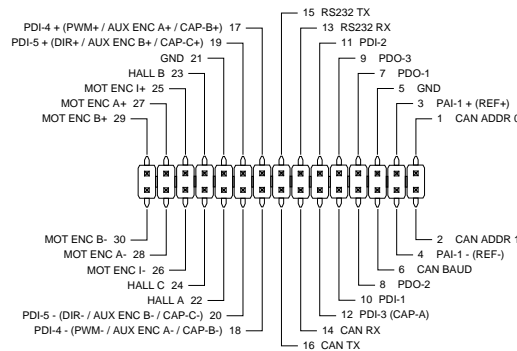 15 RS232 TX
PDI-4 + (PWM+ / AUX ENC A+ / CAP-B+) 17
13 RS232 RX
PDI-5 + (DIR+ / AUX ENC B+ / CAP-C+) 19
11 PDI-2
GND 21
9 PDO-3
HALL B 23
7 PDO-1
MOT ENC I+ 25
5 GND
MOT ENC A+ 27
3 PAI-1 + (REF+)
MOT ENC B+ 29
1 CAN ADDR 0
MOT ENC B- 30
2 CAN ADDR 1
MOT ENC A- 28
4 PAI-1 - (REF-)
MOT ENC I- 26
6 CAN BAUD
HALL C 24
8 PDO-2
HALL A 22
10 PDI-1
PDI-5 - (DIR- / AUX ENC B- / CAP-C-) 20
12 PDI-3 (CAP-A)
PDI-4 - (PWM- / AUX ENC A- / CAP-B-) 18
14 CAN RX
16 CAN TX